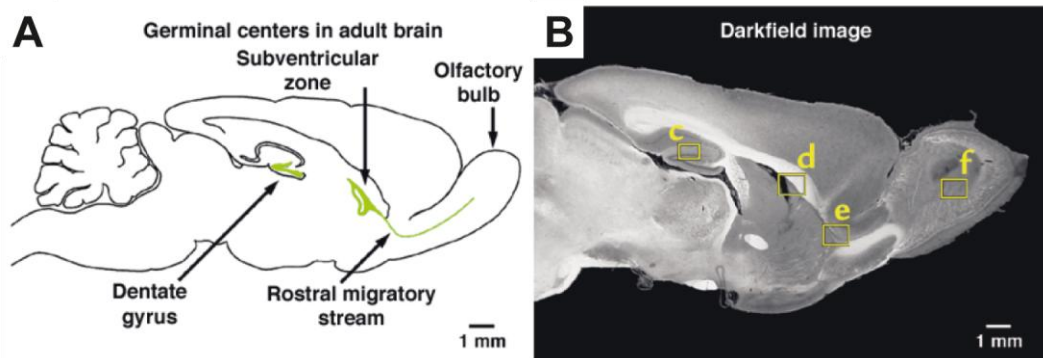 A
Germinal centers in adult brain
Subventricular
zone
Olfactory
bulb
Dentate
gyrus
Rostral migratory
stream
1 mm
B
Darkfield image
c
d
e
f
1 mm